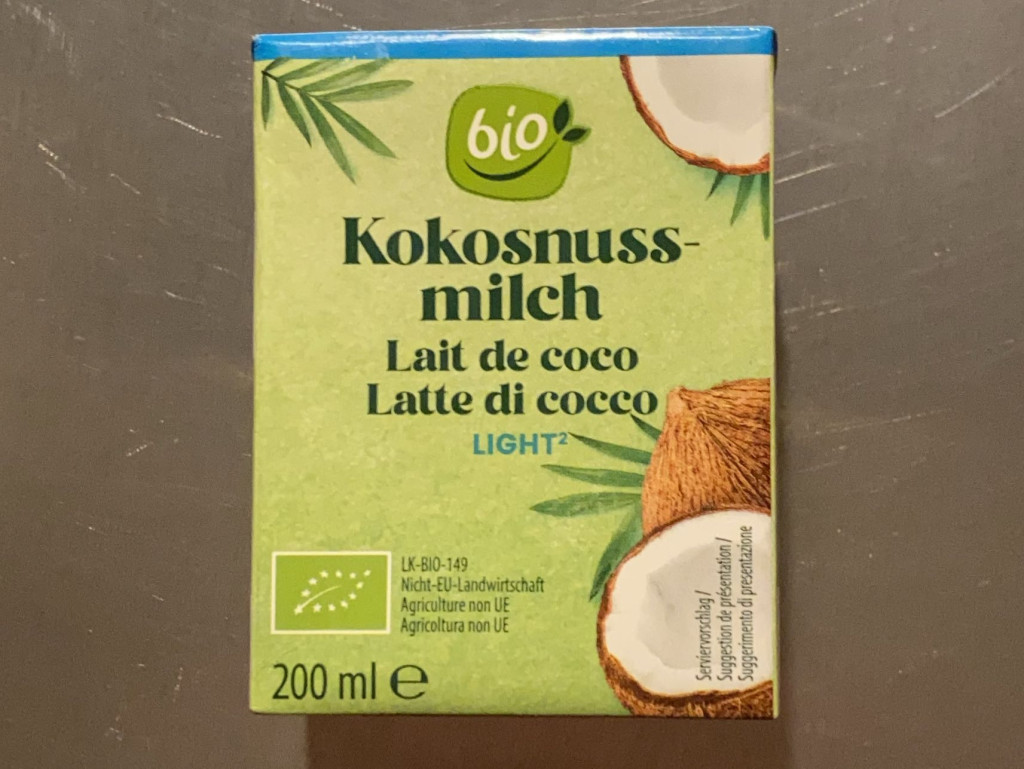 bio
Kokosnuss-
milch
Lait de coco
Latte di cocco
LIGHT²
LK-BIO-149
Nicht-EU-Landwirtschaft
Agriculture non UE
Agricoltura non UE
200 ml ℮
Serviervorschlag /
Suggestion de présentation /
Suggerimento di presentazione